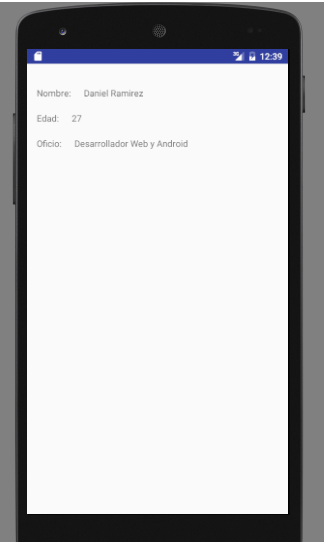 12:39
Nombre: Daniel Ramirez
Edad: 27
Oficio: Desarrollador Web y Android